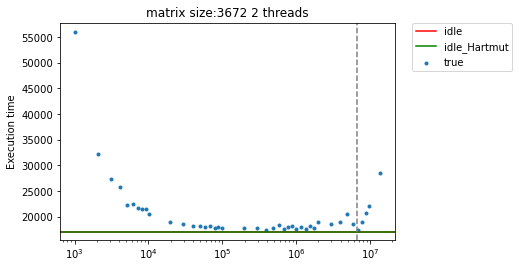 matrix size:3672 2 threads
idle
idle_Hartmut
true
Execution time
55000
50000
45000
40000
35000
30000
25000
20000
10³ 10⁴ 10⁵ 10⁶ 10⁷